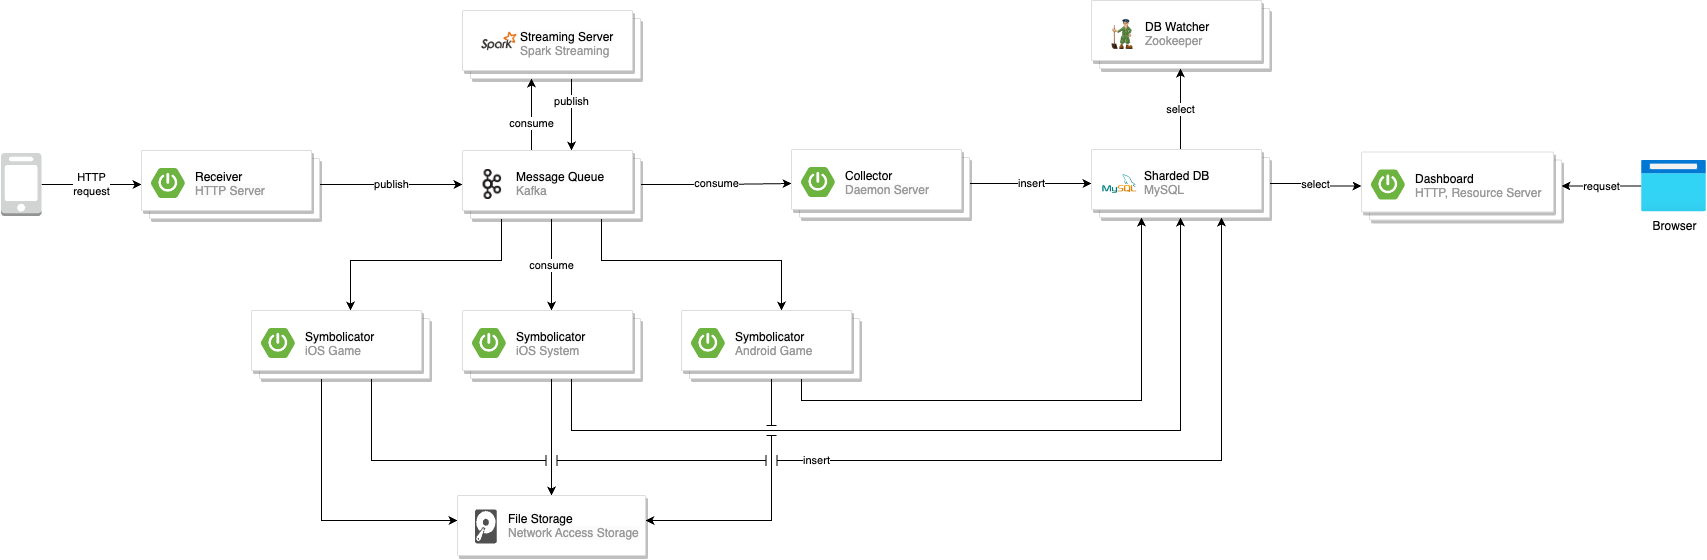 Spark
Streaming Server
Spark Streaming
DB Watcher
Zookeeper
publish
consume
select
HTTP
request
Receiver
HTTP Server
publish
Message Queue
Kafka
consume
Collector
Daemon Server
insert
MySQL
Sharded DB
MySQL
select
Dashboard
HTTP, Resource Server
requset
Browser
consume
Symbolicator
iOS Game
Symbolicator
iOS System
Symbolicator
Android Game
insert
File Storage
Network Access Storage